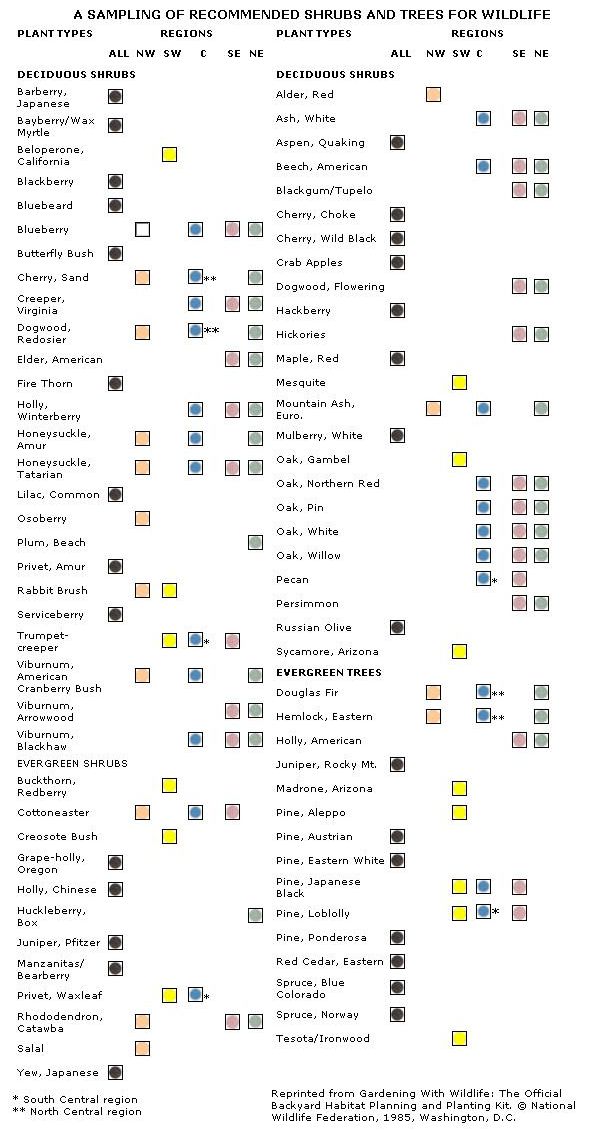 A SAMPLING OF RECOMMENDED SHRUBS AND TREES FOR WILDLIFE
PLANT TYPES REGIONS
ALL NW SW C SE NE
DECIDUOUS SHRUBS
Barberry,
Japanese
Bayberry/Wax
Myrtle
Beloperone,
California
Blackberry
Bluebeard
Blueberry
Butterfly Bush
Cherry, Sand **
Creeper,
Virginia
Dogwood, **
Redosier
Elder, American
Fire Thorn
Holly,
Winterberry
Honeysuckle,
Amur
Honeysuckle,
Tatarian
Lilac, Common
Osoberry
Plum, Beach
Privet, Amur
Rabbit Brush
Serviceberry
Trumpet- *
creeper
Viburnum,
American
Cranberry Bush
Viburnum,
Arrowwood
Viburnum,
Blackhaw
EVERGREEN SHRUBS
Buckthorn,
Redberry
Cottoneaster
Creosote Bush
Grape-holly,
Oregon
Holly, Chinese
Huckleberry,
Box
Juniper, Pfitzer
Manzanitas/
Bearberry
Privet, Waxleaf *
Rhododendron,
Catawba
Salal
Yew, Japanese
* South Central region
** North Central region
PLANT TYPES REGIONS
ALL NW SW C SE NE
DECIDUOUS SHRUBS
Alder, Red
Ash, White
Aspen, Quaking
Beech, American
Blackgum/Tupelo
Cherry, Choke
Cherry, Wild Black
Crab Apples
Dogwood, Flowering
Hackberry
Hickories
Maple, Red
Mesquite
Mountain Ash,
Euro.
Mulberry, White
Oak, Gambel
Oak, Northern Red
Oak, Pin
Oak, White
Oak, Willow
Pecan *
Persimmon
Russian Olive
Sycamore, Arizona
EVERGREEN TREES
Douglas Fir **
Hemlock, Eastern **
Holly, American
Juniper, Rocky Mt.
Madrone, Arizona
Pine, Aleppo
Pine, Austrian
Pine, Eastern White
Pine, Japanese
Black
Pine, Loblolly *
Pine, Ponderosa
Red Cedar, Eastern
Spruce, Blue
Colorado
Spruce, Norway
Tesota/Ironwood
Reprinted from Gardening With Wildlife: The Official
Backyard Habitat Planning and Planting Kit. © National
Wildlife Federation, 1985, Washington, D.C.